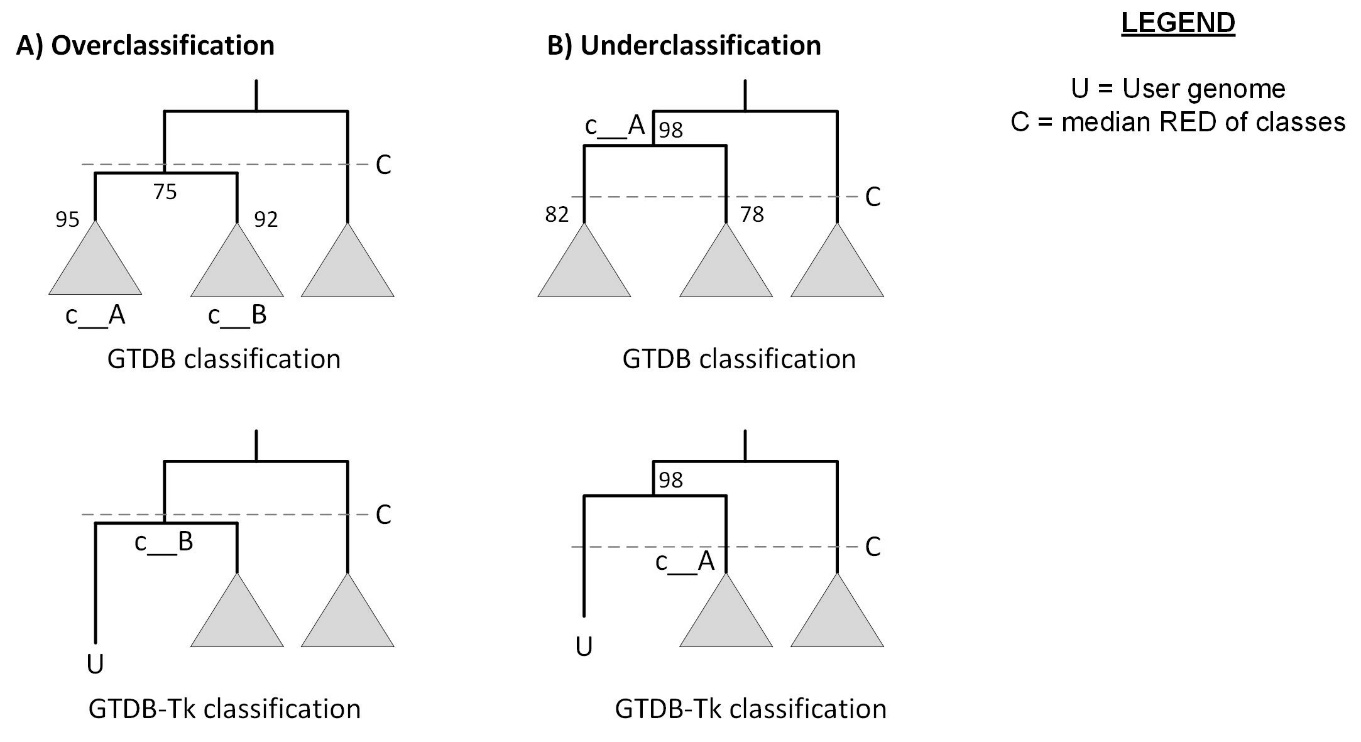 A) Overclassification
C
75
95
92
c__A
c__B
GTDB classification
C
c__B
U
GTDB-Tk classification
B) Underclassification
c__A
98
C
82
78
GTDB classification
98
C
c__A
U
GTDB-Tk classification
LEGEND
U = User genome
C = median RED of classes